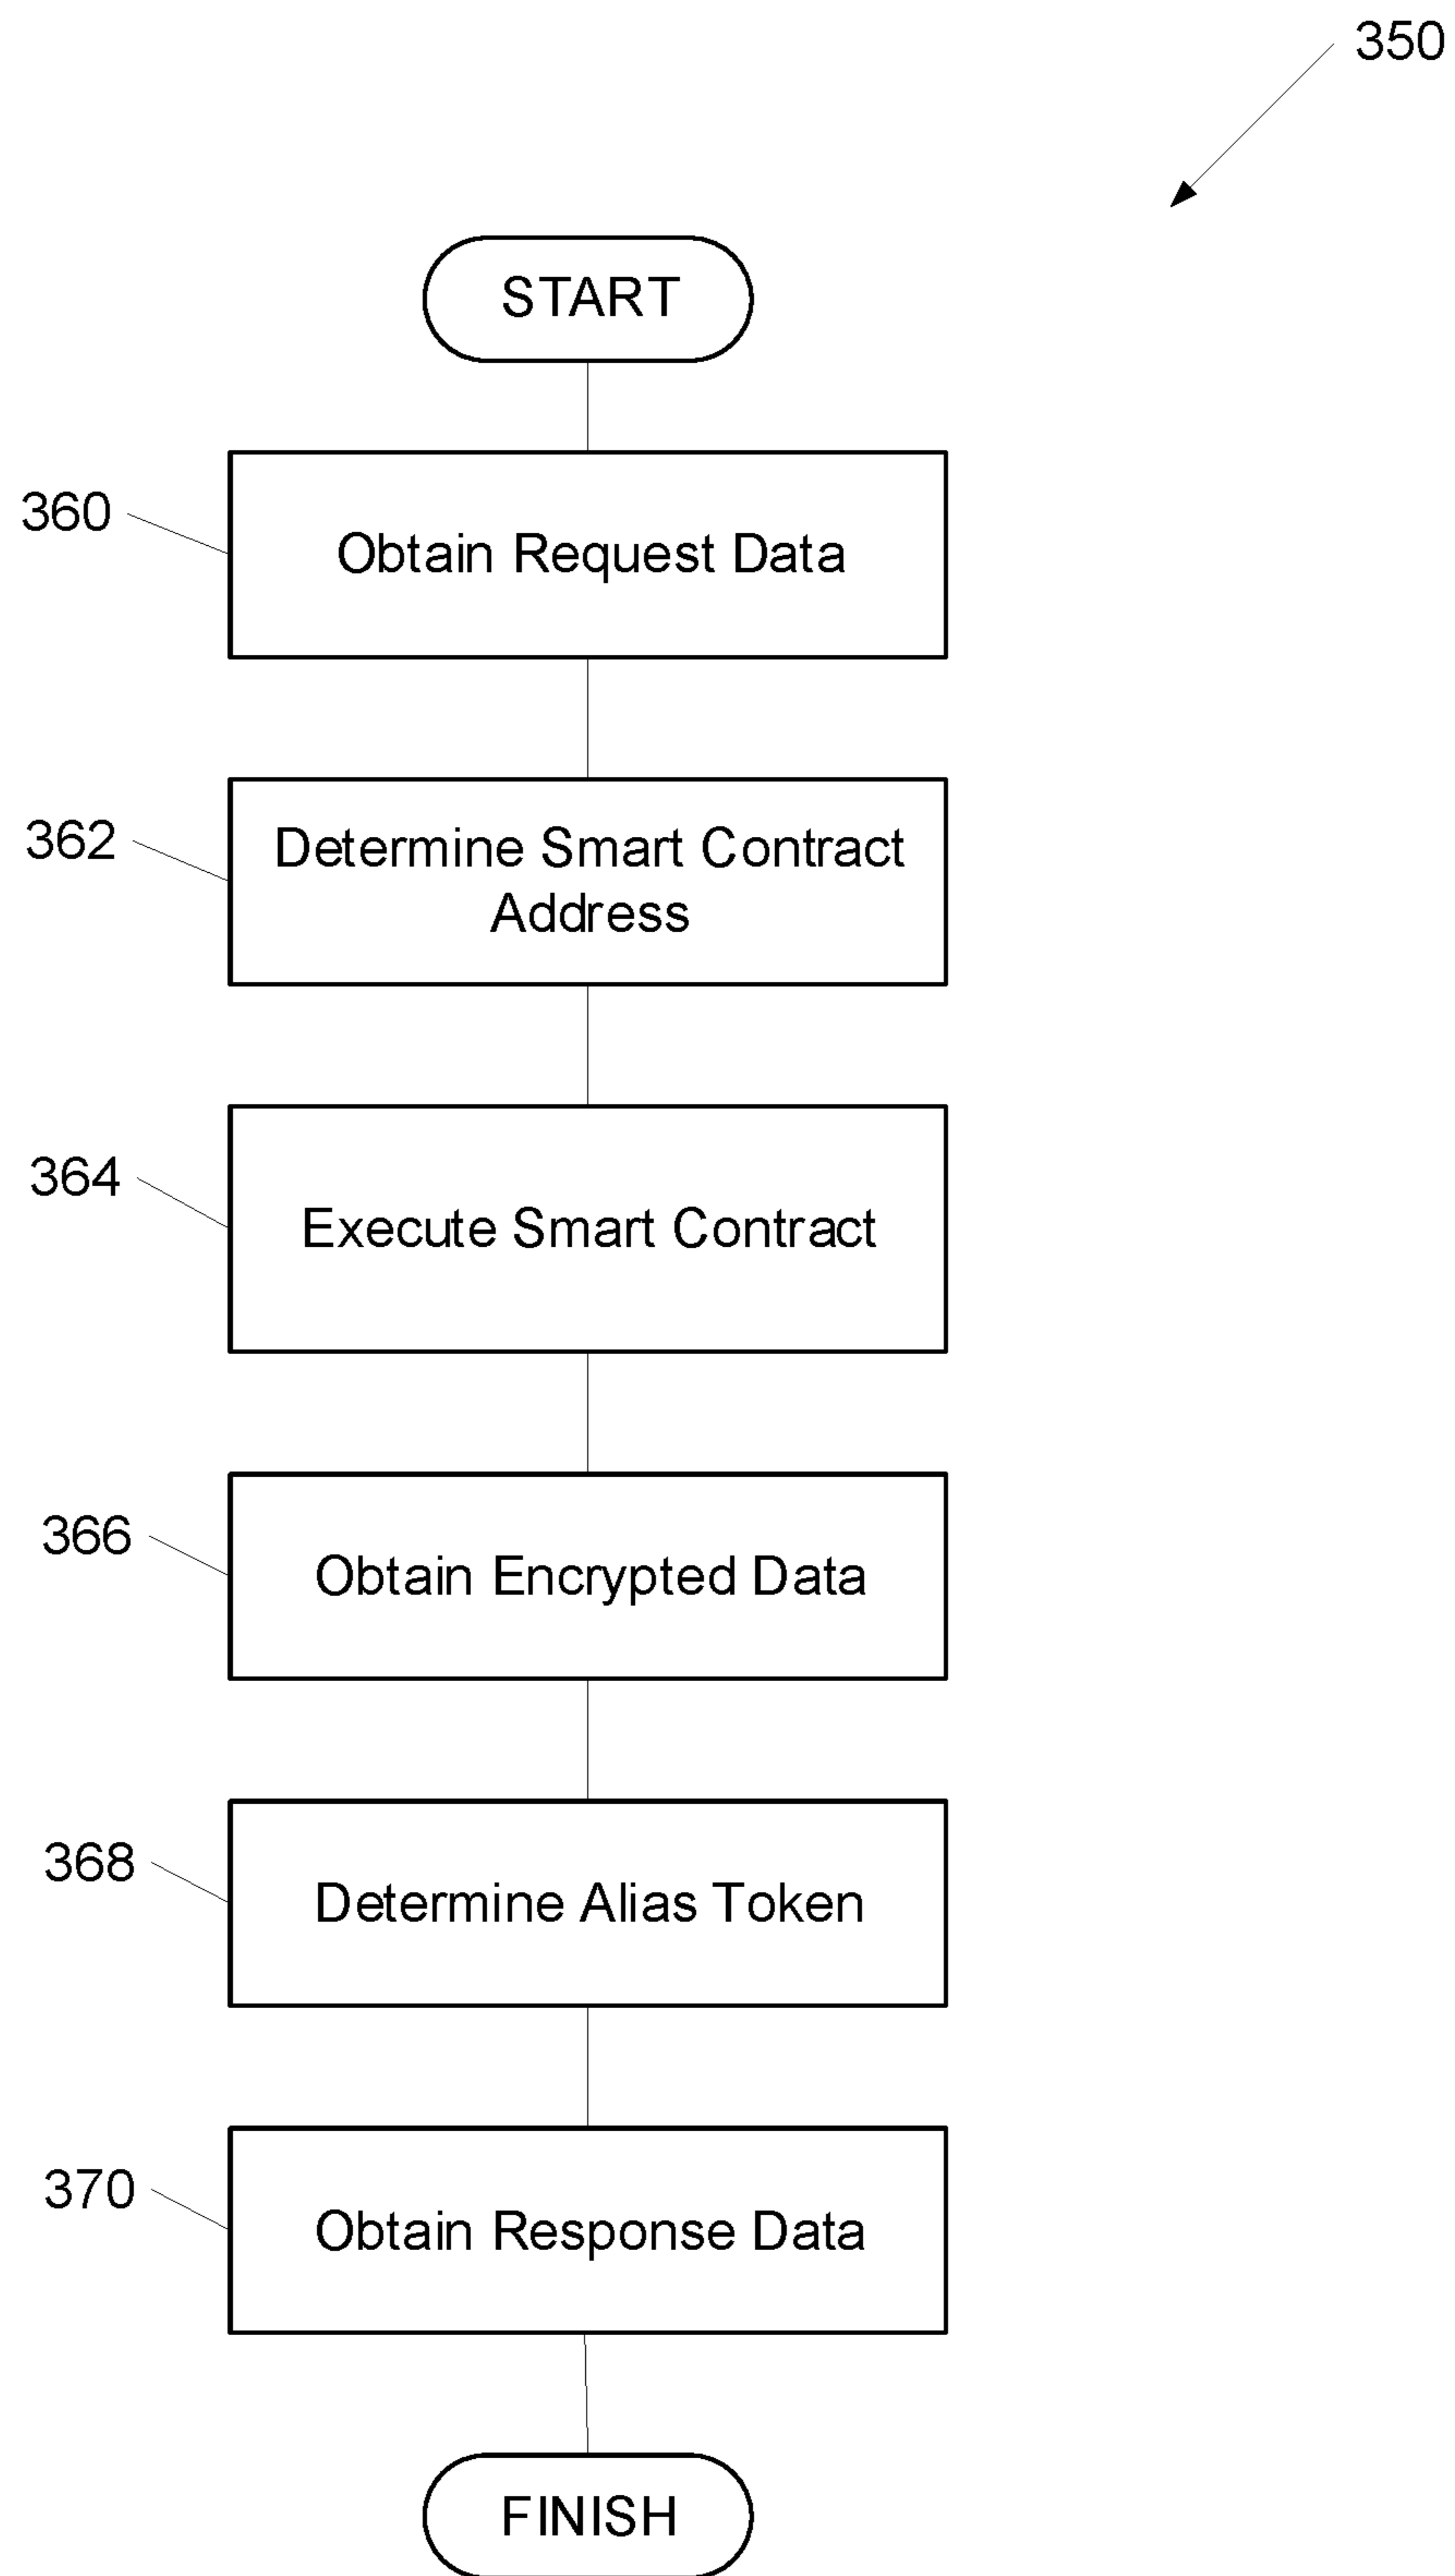 350
START
360
Obtain Request Data
362
Determine Smart Contract
Address
364
Execute Smart Contract
366
Obtain Encrypted Data
368
Determine Alias Token
370
Obtain Response Data
FINISH